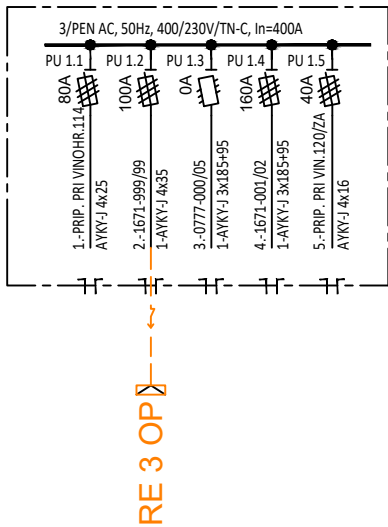 3/PEN AC, 50Hz, 400/230V/TN-C, In=400A
PU 1.1
PU 1.2
PU 1.3
PU 1.4
PU 1.5
80A
100A
0A
160A
40A
1.-PRIP. PRI VINOHR.114
AYKY-J 4x25
2.-1671-999/99
1-AYKY-J 4x35
3.-0777-000/05
1-AYKY-J 3x185+95
4.-1671-001/02
1-AYKY-J 3x185+95
5.-PRIP. PRI VIN.120/ZA
AYKY-J 4x16
RE 3 OP